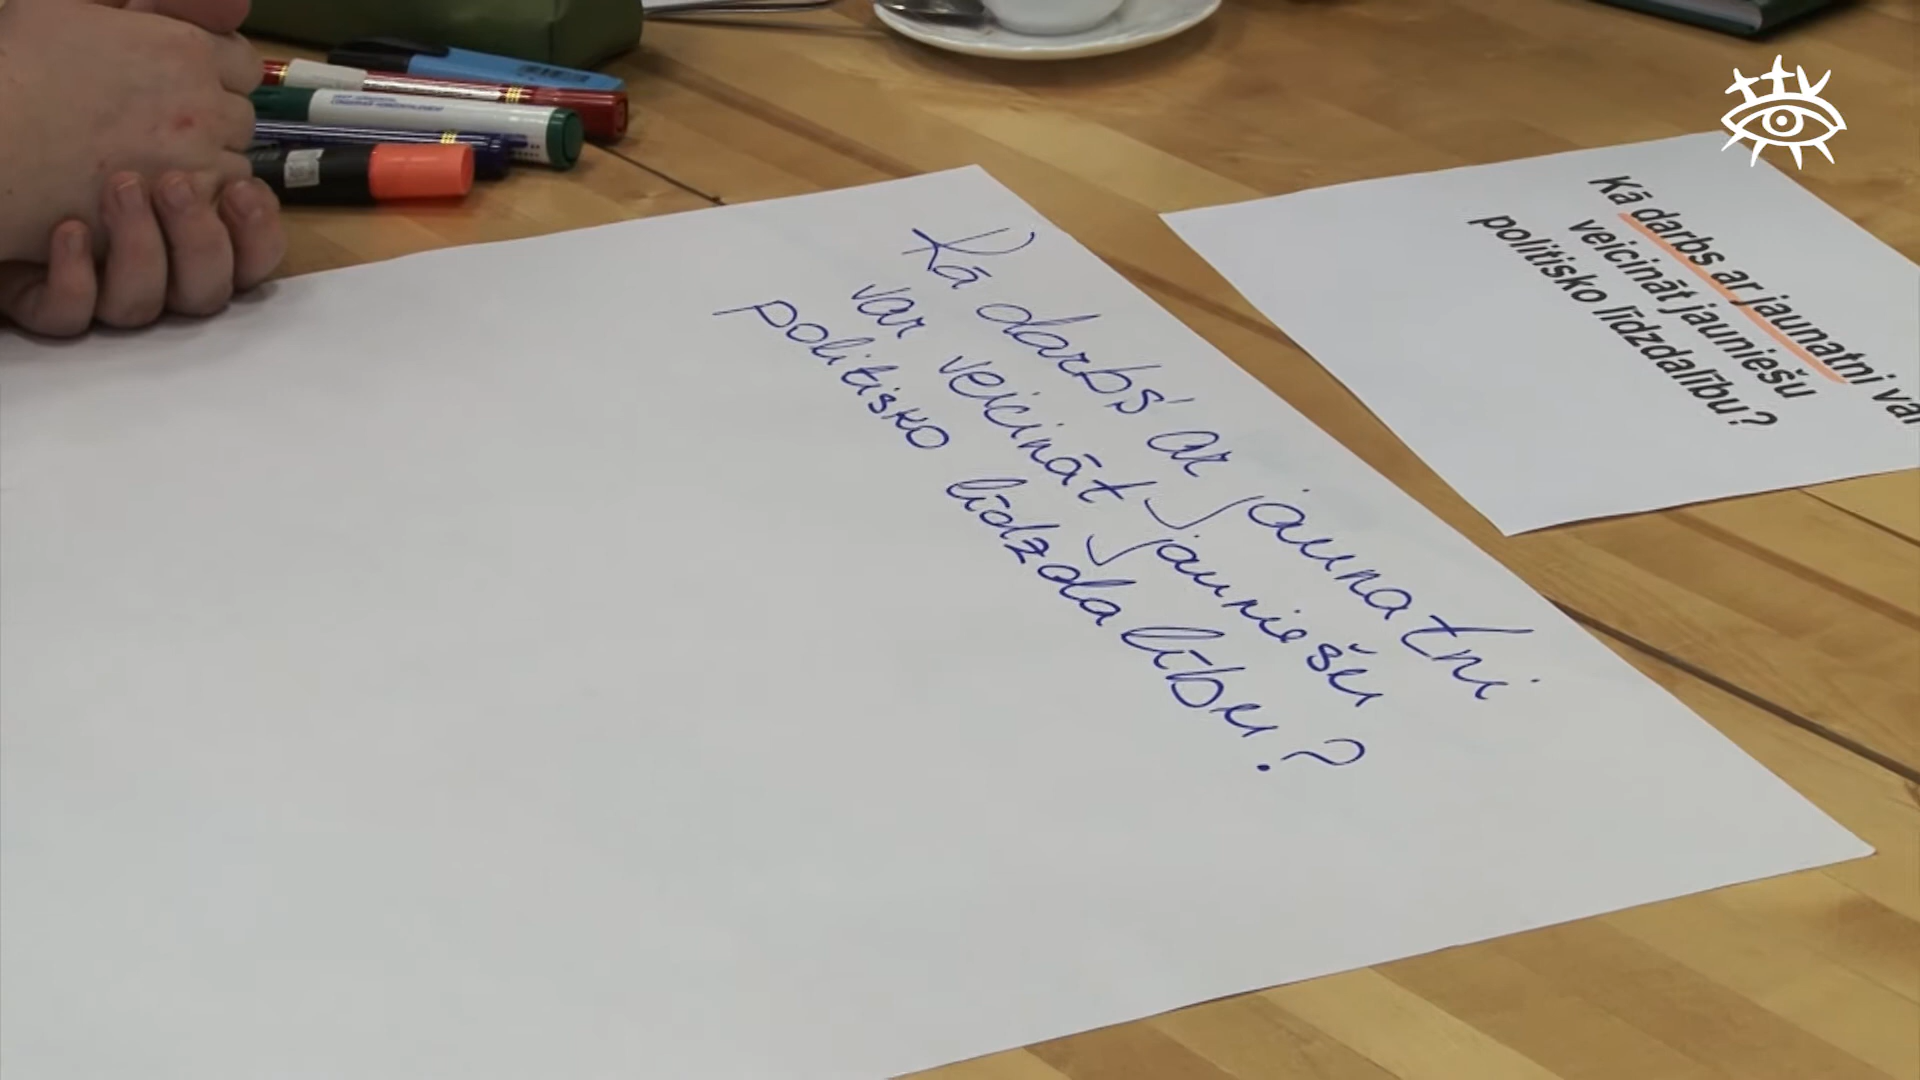 Kā darbs ar jaunatni
var veicināt jauniešu
politisko līdzdalību?
Kā darbs ar jaunatni var
veicināt jauniešu
politisko līdzdalību?